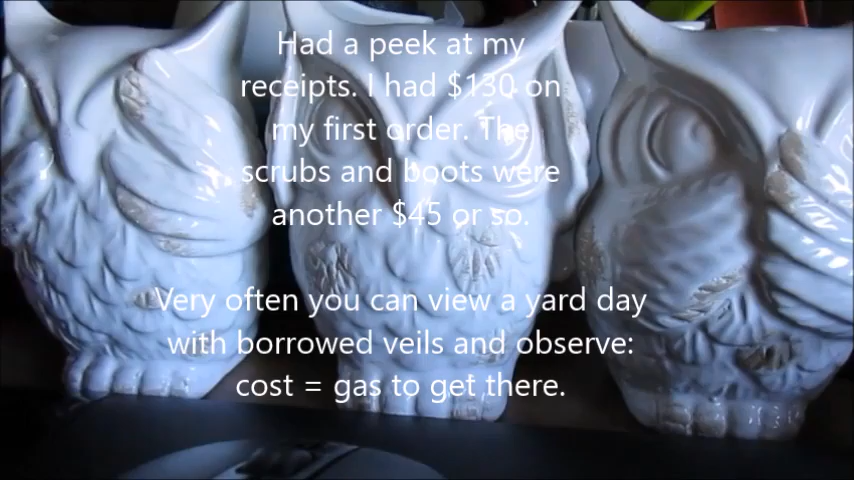 Had a peek at my
receipts. I had $130 on
my first order. The
scrubs and boots were
another $45 or so.
Very often you can view a yard day
with borrowed veils and observe:
cost = gas to get there.